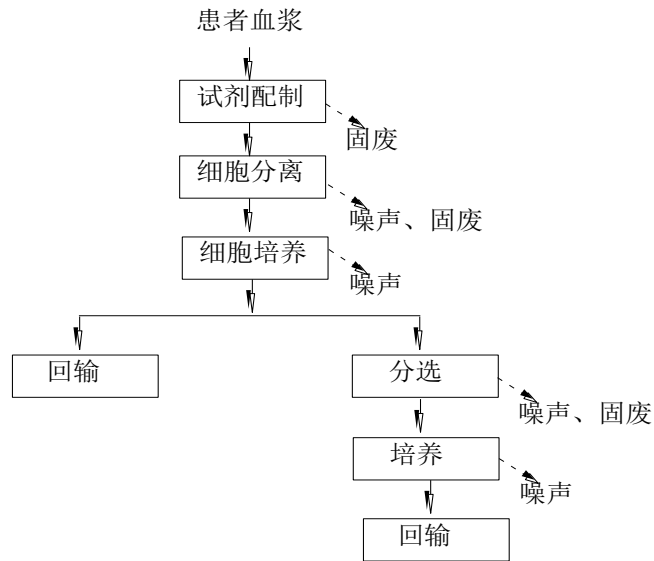 患者血浆
试剂配制
固废
细胞分离
噪声、固废
细胞培养
噪声
回输
分选
噪声、固废
培养
噪声
回输